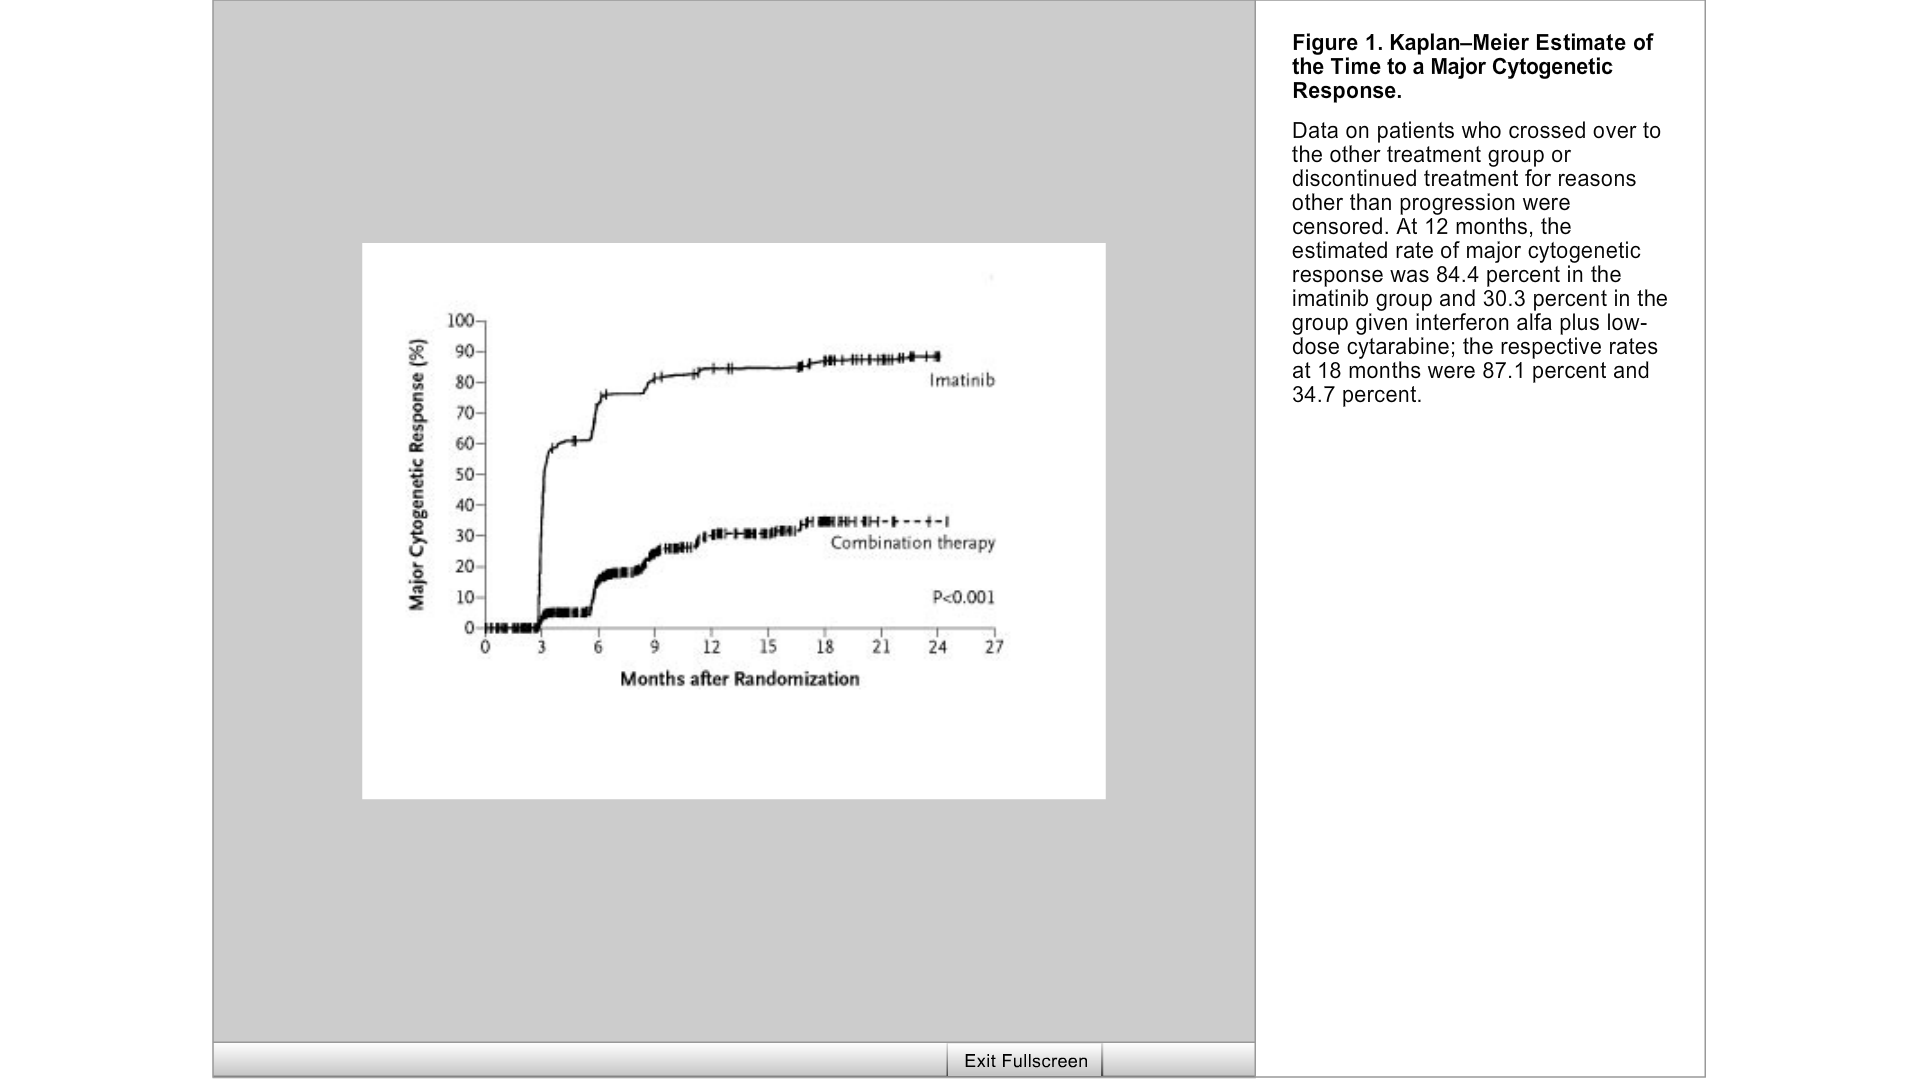 Figure 1. Kaplan–Meier Estimate of
the Time to a Major Cytogenetic
Response.
Data on patients who crossed over to
the other treatment group or
discontinued treatment for reasons
other than progression were
censored. At 12 months, the
estimated rate of major cytogenetic
response was 84.4 percent in the
imatinib group and 30.3 percent in the
group given interferon alfa plus low-
dose cytarabine; the respective rates
at 18 months were 87.1 percent and
34.7 percent.
Major Cytogenetic Response (%)
100
90
80
70
60
50
40
30
20
10
0
Imatinib
Combination therapy
P<0.001
0 3 6 9 12 15 18 21 24 27
Months after Randomization
Exit Fullscreen